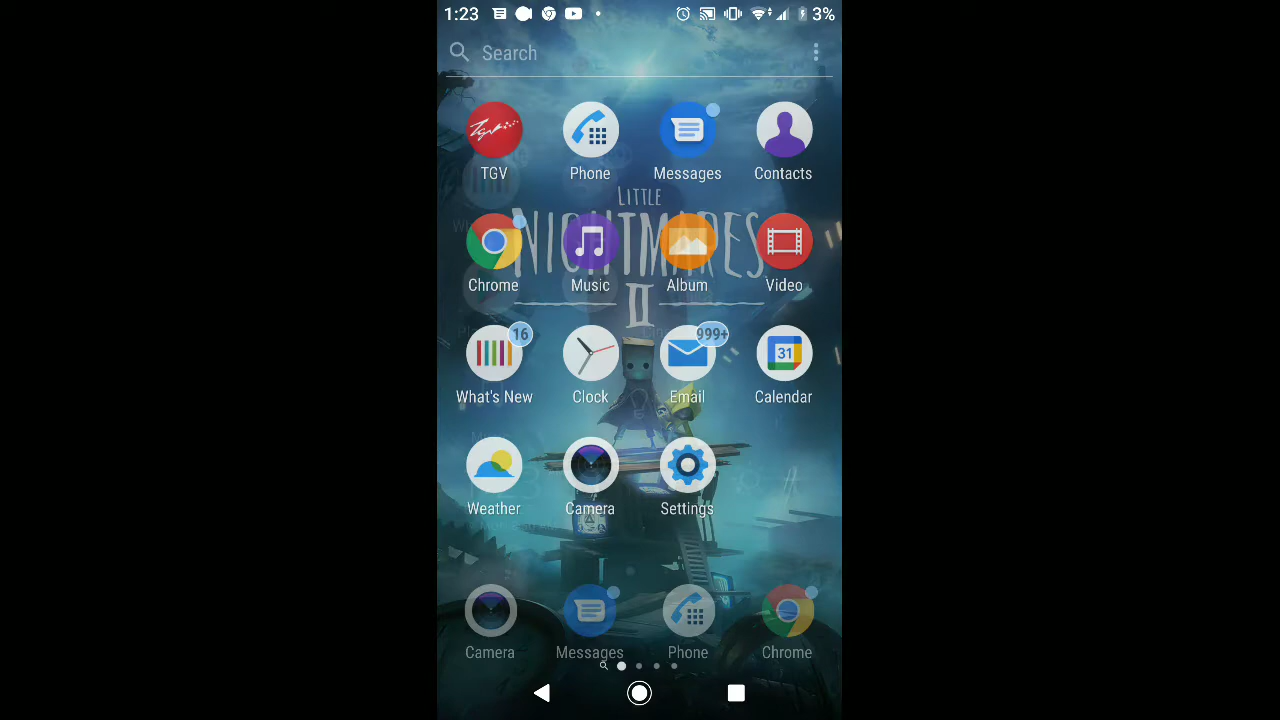 1:23 3%
Search
TGV Phone Messages Contacts
LITTLE
NIGHTMARES
II
Chrome Music Album Video
16 999+
31
What's New Clock Email Calendar
Weather Camera Settings
Camera Messages Phone Chrome